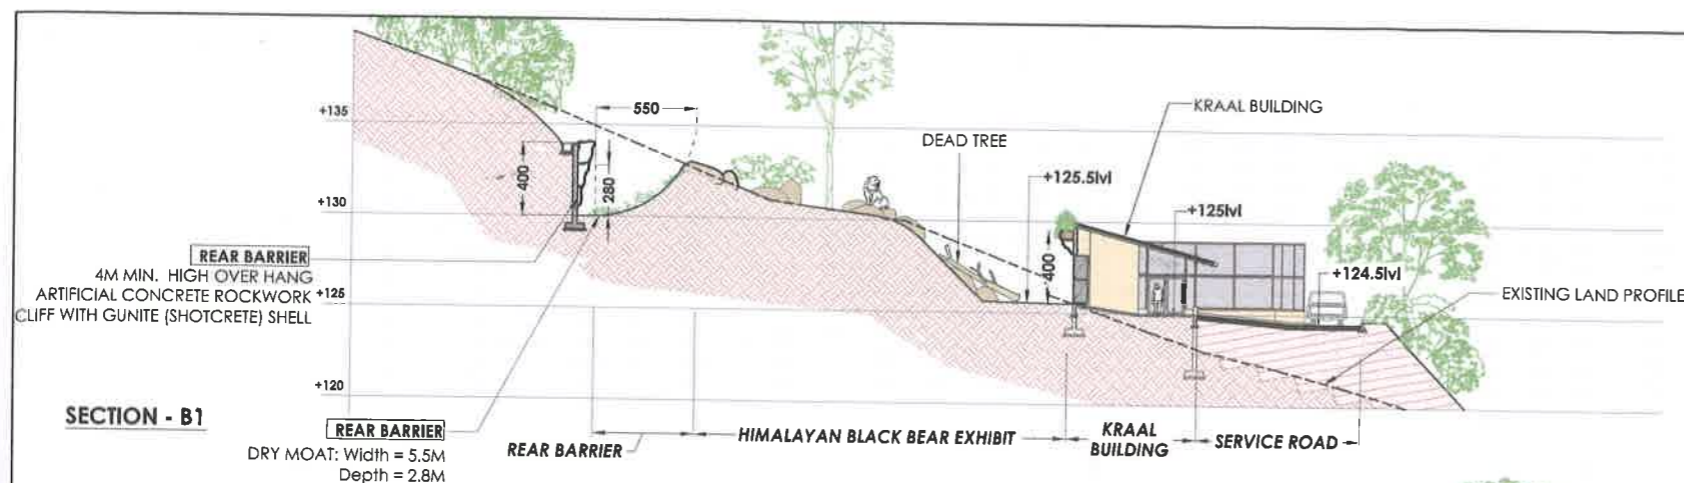 KRAAL BUILDING
+135
550
DEAD TREE
400
280
+125.5lvl
+130
+125lvl
REAR BARRIER
4M MIN. HIGH OVER HANG
ARTIFICIAL CONCRETE ROCKWORK
CLIFF WITH GUNITE (SHOTCRETE) SHELL
+125
400
+124.5lvl
EXISTING LAND PROFILE
+120
SECTION - B1
REAR BARRIER
DRY MOAT: Width = 5.5M
Depth = 2.8M
REAR BARRIER
HIMALAYAN BLACK BEAR EXHIBIT
KRAAL
BUILDING
SERVICE ROAD